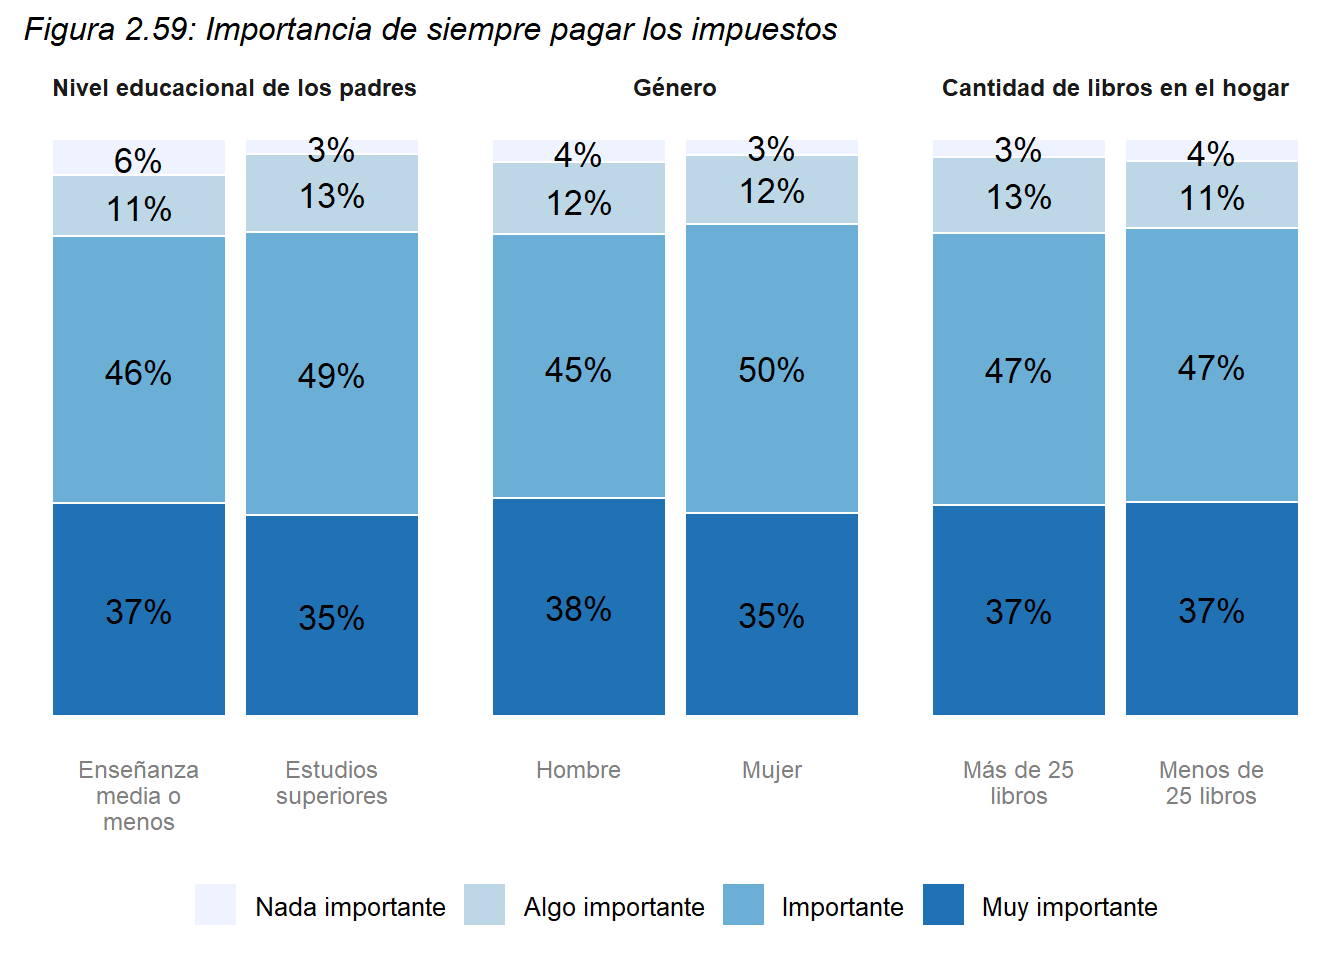 Figura 2.59: Importancia de siempre pagar los impuestos
Nivel educacional de los padres
6%
3%
11%
13%
46%
49%
37%
35%
Enseñanza
media o
menos
Estudios
superiores
Género
4%
3%
12%
12%
45%
50%
38%
35%
Hombre
Mujer
Cantidad de libros en el hogar
3%
4%
13%
11%
47%
47%
37%
37%
Más de 25
libros
Menos de
25 libros
Nada importante
Algo importante
Importante
Muy importante